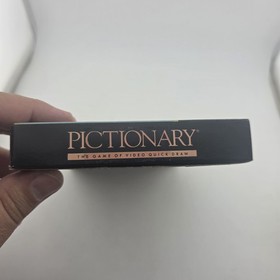 PICTIONARY®
THE GAME OF VIDEO QUICK DRAW